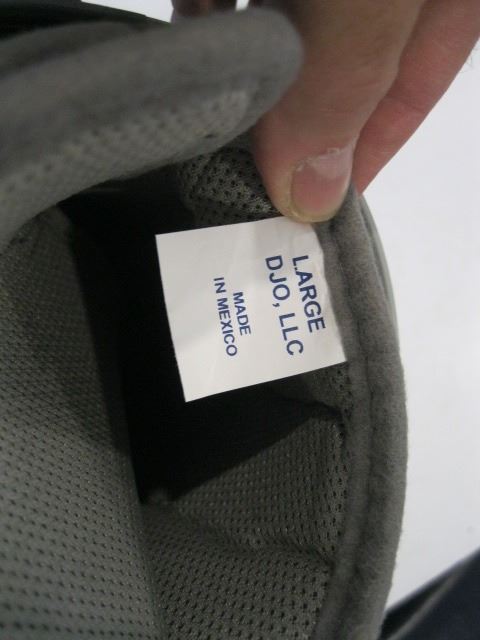 LARGE
DJO, LLC
MADE
IN MEXICO